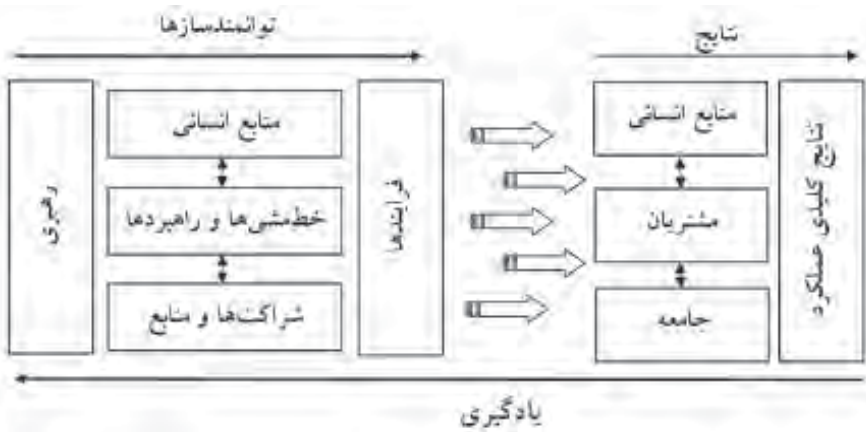 توانمندسازها
نتایج
رهبری
منابع انسانی
خط‌مشی‌ها و راهبردها
شراکت‌ها و منابع
فرایندها
منابع انسانی
مشتریان
جامعه
نتایج کلیدی عملکرد
یادگیری